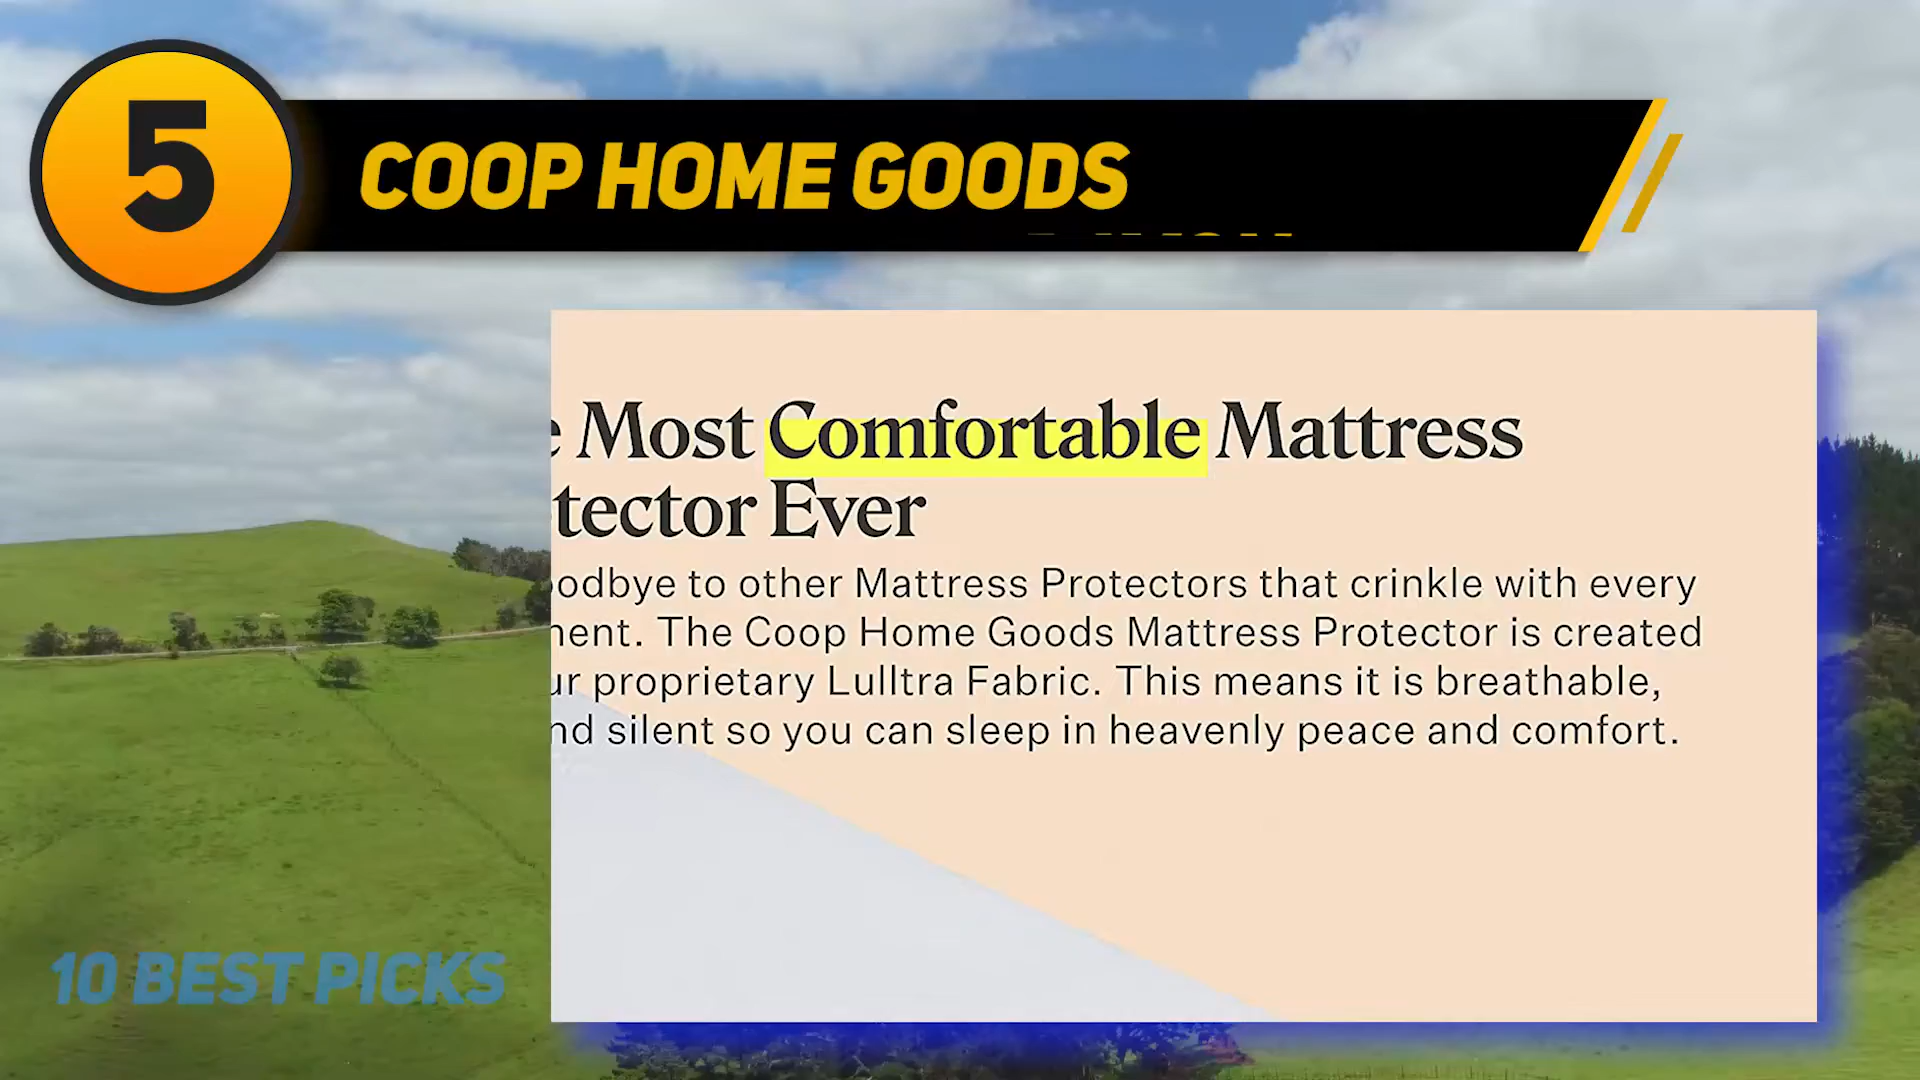 5
COOP HOME GOODS
Most Comfortable Mattress
tector Ever
odbye to other Mattress Protectors that crinkle with every
ent. The Coop Home Goods Mattress Protector is created
proprietary Lulltra Fabric. This means it is breathable,
nd silent so you can sleep in heavenly peace and comfort.
10 BEST PICKS